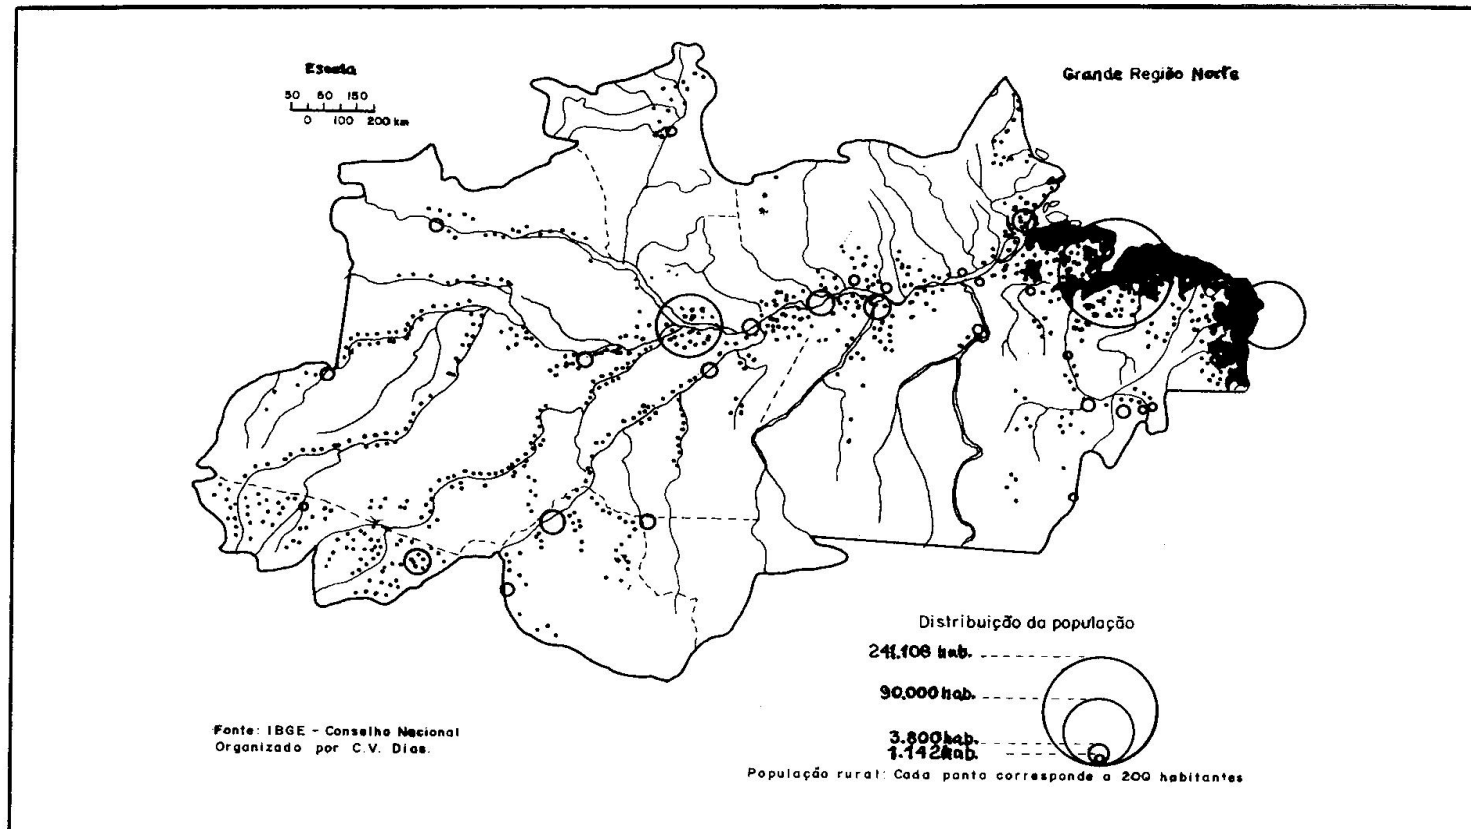 Escala
50 50 150
0 100 200 km
Grande Região Norte
Distribuição da população
241.108 hab.
90.000 hab.
3.800 hab.
1.142 hab.
População rural: Cada ponto corresponde a 200 habitantes
Fonte: IBGE - Conselho Nacional
Organizado por C.V. Dias.